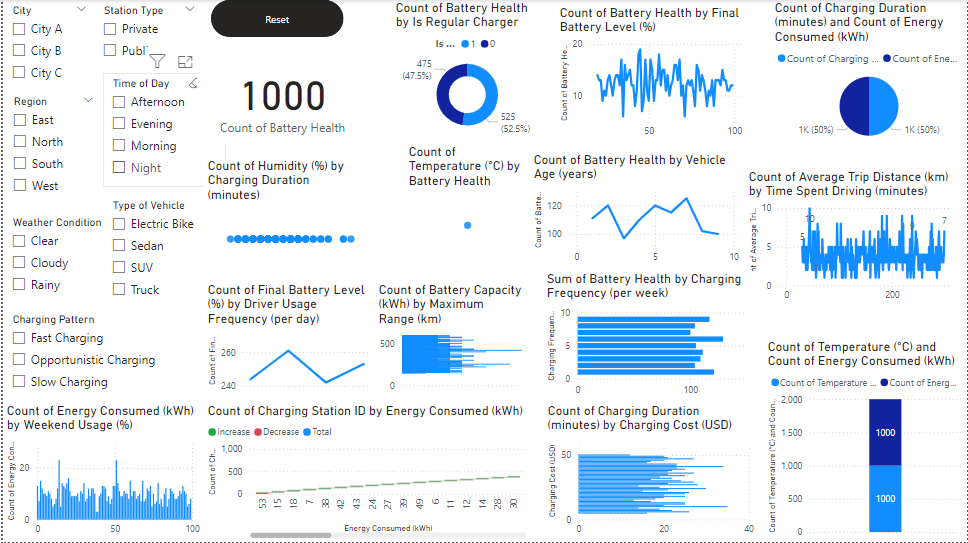 City
City A
City B
City C
Station Type
Private
Publ
Region
East
North
South
West
Time of Day
Afternoon
Evening
Morning
Night
Weather Condition
Clear
Cloudy
Rainy
Type of Vehicle
Electric Bike
Sedan
SUV
Truck
Charging Pattern
Fast Charging
Opportunistic Charging
Slow Charging
Reset
1000
Count of Battery Health
Count of Battery Health
by Is Regular Charger
Is ... 1 0
475
(47.5%)
525
(52.5%)
Count of Battery Health by Final
Battery Level (%)
Count of Battery He...
20
10
50
100
Count of Charging Duration
(minutes) and Count of Energy
Consumed (kWh)
Count of Charging ... Count of Ene...
1K (50%)
1K (50%)
Count of Humidity (%) by
Charging Duration
(minutes)
Count of
Temperature (°C) by
Battery Health
Count of Battery Health by Vehicle
Age (years)
Count of Batte...
120
100
0
5
10
Count of Average Trip Distance (km)
by Time Spent Driving (minutes)
nt of Average Tri...
10
5
0
10
5
7
0
200
Count of Final Battery Level
(%) by Driver Usage
Frequency (per day)
Count of Fin...
260
240
Count of Battery Capacity
(kWh) by Maximum
Range (km)
500
0
Sum of Battery Health by Charging
Frequency (per week)
Charging Frequen...
10
5
0
0
100
Count of Temperature (°C) and
Count of Energy Consumed (kWh)
Count of Temperature ... Count of Energ...
Count of Temperature (°C) and Coun...
2,000
1,500
1,000
500
0
1000
1000
Count of Energy Consumed (kWh)
by Weekend Usage (%)
Count of Energy Con...
20
0
0
50
100
Count of Charging Station ID by Energy Consumed (kWh)
Increase Decrease Total
Count of Ch...
1,000
500
0
53 15 18 7 38 42 43 24 27 39 49 6 11 12 14 28 30
Energy Consumed (kWh)
Count of Charging Duration
(minutes) by Charging Cost (USD)
Charging Cost (USD)
50
0
0
20
40